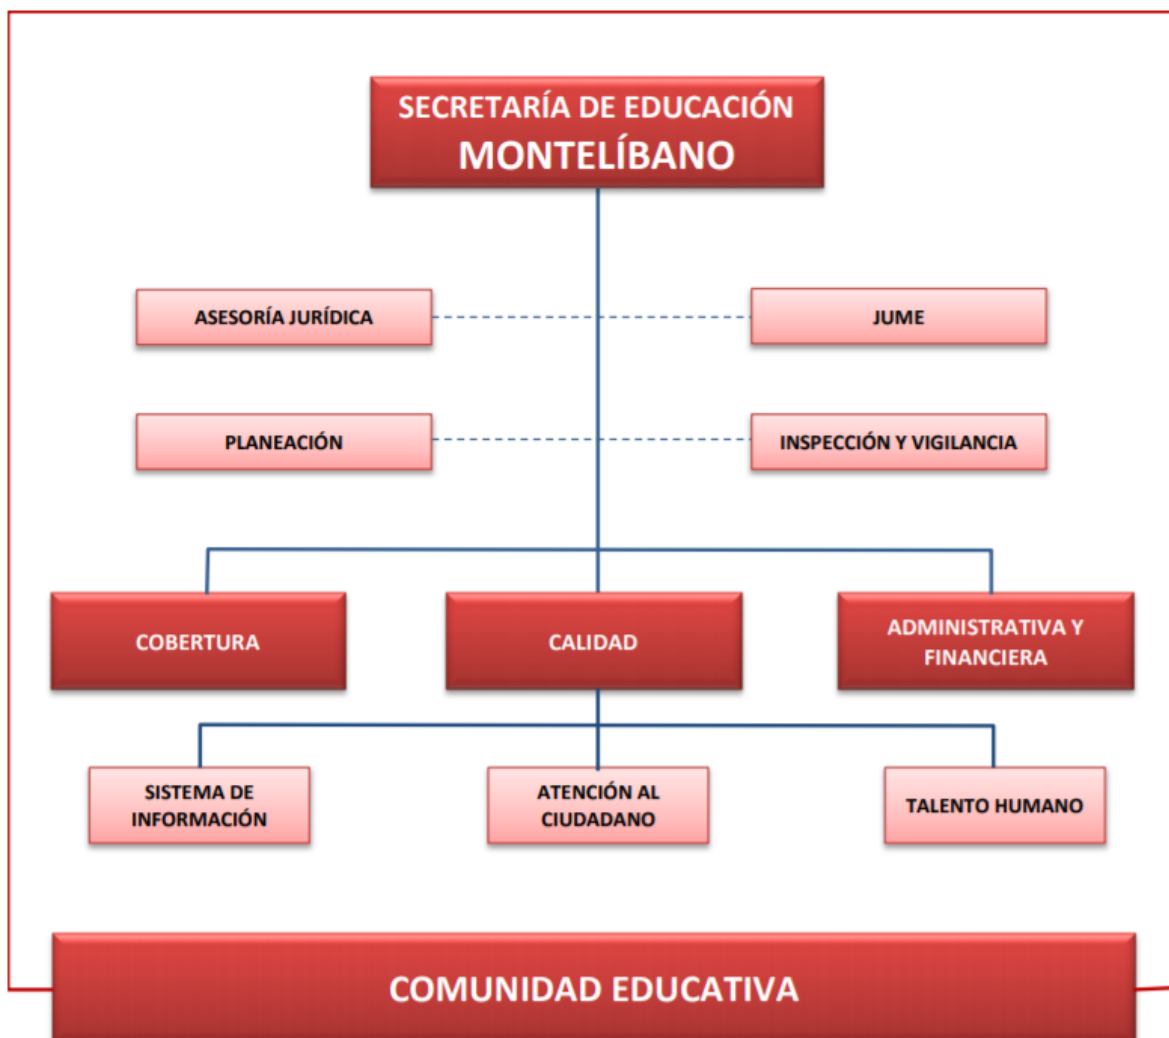 SECRETARÍA DE EDUCACIÓN
MONTELÍBANO
ASESORÍA JURÍDICA
JUME
PLANEACIÓN
INSPECCIÓN Y VIGILANCIA
COBERTURA
CALIDAD
ADMINISTRATIVA Y
FINANCIERA
SISTEMA DE
INFORMACIÓN
ATENCIÓN AL
CIUDADANO
TALENTO HUMANO
COMUNIDAD EDUCATIVA